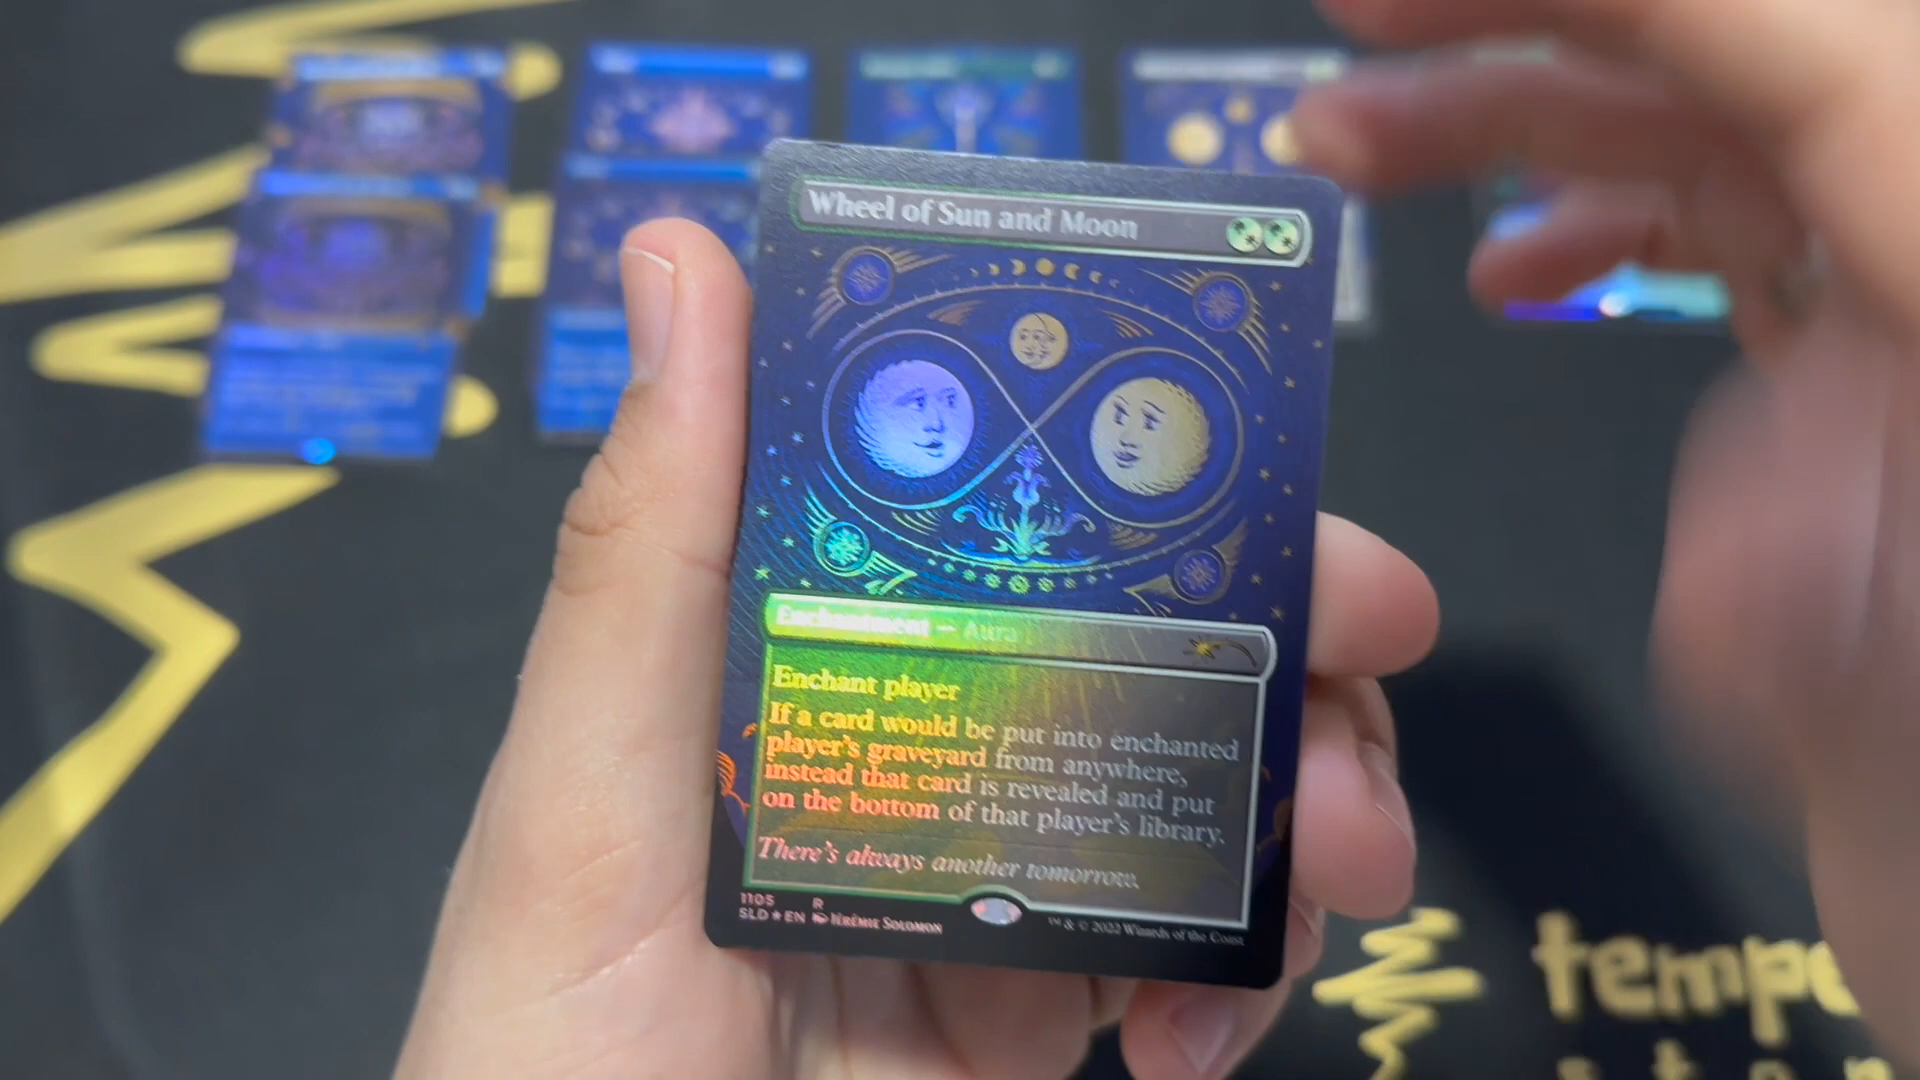 Wheel of Sun and Moon
Enchantment – Aura
Enchant player
If a card would be put into enchanted
player's graveyard from anywhere,
instead that card is revealed and put
on the bottom of that player's library.
There's always another tomorrow.
1105 R
SLD ★ EN Jérémie Solomon
™ & © 2022 Wizards of the Coast
tempe